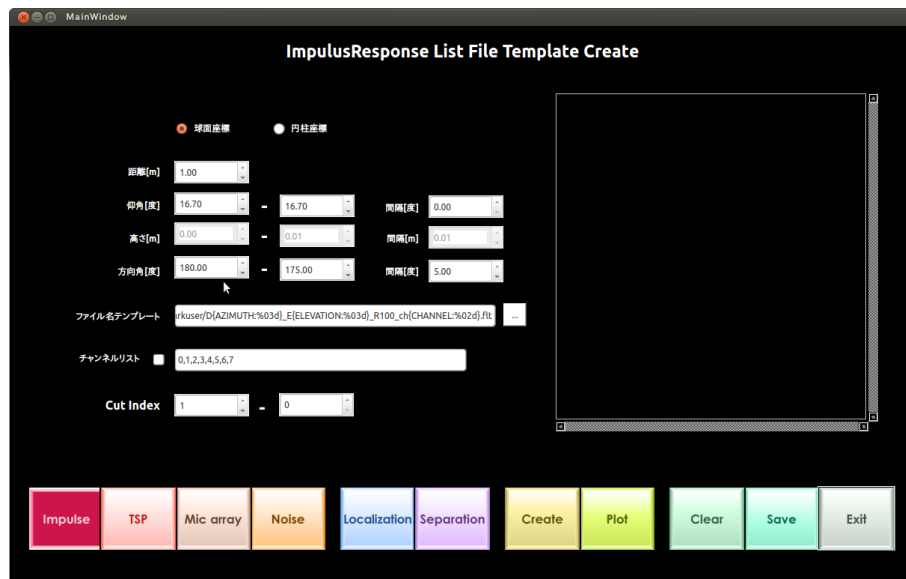 MainWindow
ImpulusResponse List File Template Create
球面座標 円柱座標
距離[m] 1.00
仰角[度] 16.70 - 16.70 間隔[度] 0.00
高さ[m] 0.00 - 0.01 間隔[m] 0.01
方向角[度] 180.00 - 175.00 間隔[度] 5.00
ファイル名テンプレート rkuser/D{AZIMUTH:%03d}_E{ELEVATION:%03d}_R100_ch{CHANNEL:%02d}.flt ...
チャンネルリスト 0,1,2,3,4,5,6,7
Cut Index 1 - 0
Impulse TSP Mic array Noise Localization Separation Create Plot Clear Save Exit